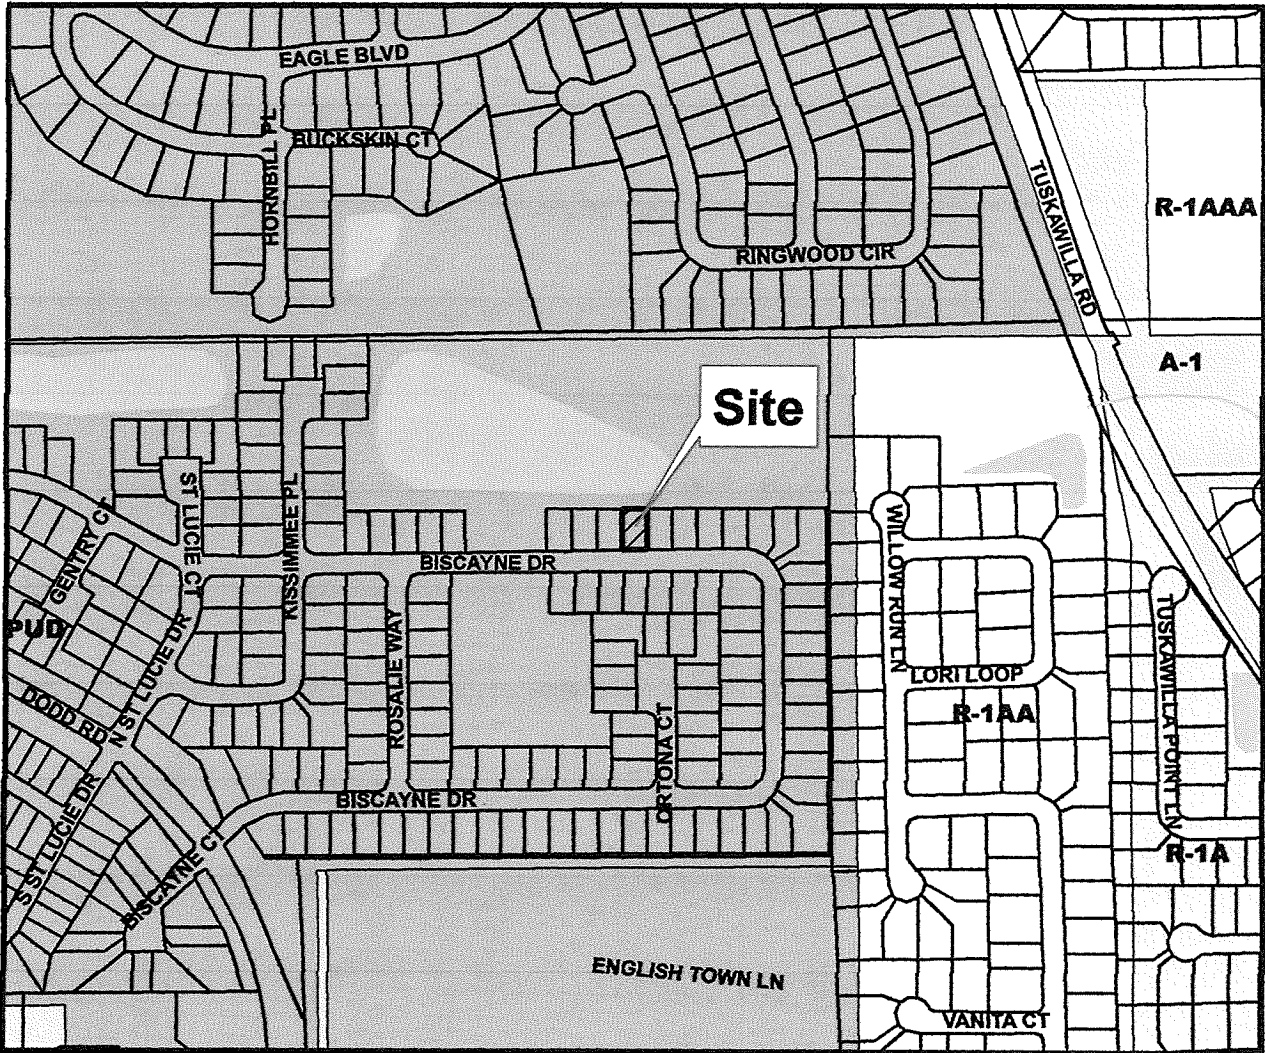 EAGLE BLVD
BUCKSKIN CT
HORNBILL PL
TUSKAWILLA RD
R-1AAA
RINGWOOD CIR
A-1
Site
ST LUCIE CT
KISSIMMEE PL
GENTRY CT
BISCAYNE DR
WILLOW RUN LN
TUSKAWILLA POINT LN
PUD
ROSALIE WAY
N ST LUCIE DR
LORI LOOP
DODD RD
R-1AA
ORTONA CT
BISCAYNE DR
S ST LUCIE DR
BISCAYNE CT
R-1A
ENGLISH TOWN LN
VANITA CT